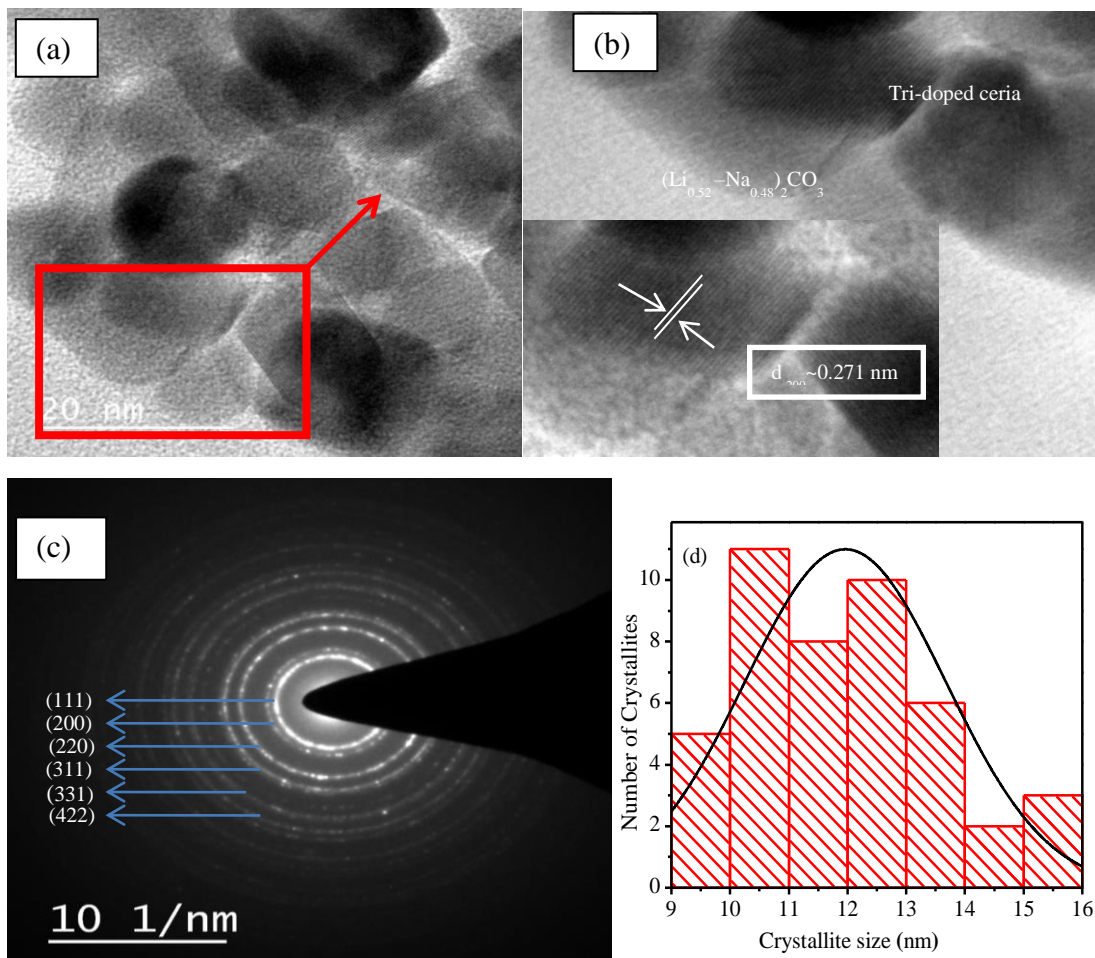 (a)
20 nm
(b)
Tri-doped ceria
(Li0.52–Na0.48)2CO3
d200~0.271 nm
(c)
(111)
(200)
(220)
(311)
(331)
(422)
10 1/nm
(d)
Number of Crystallites
10
8
6
4
2
0
9 10 11 12 13 14 15 16
Crystallite size (nm)